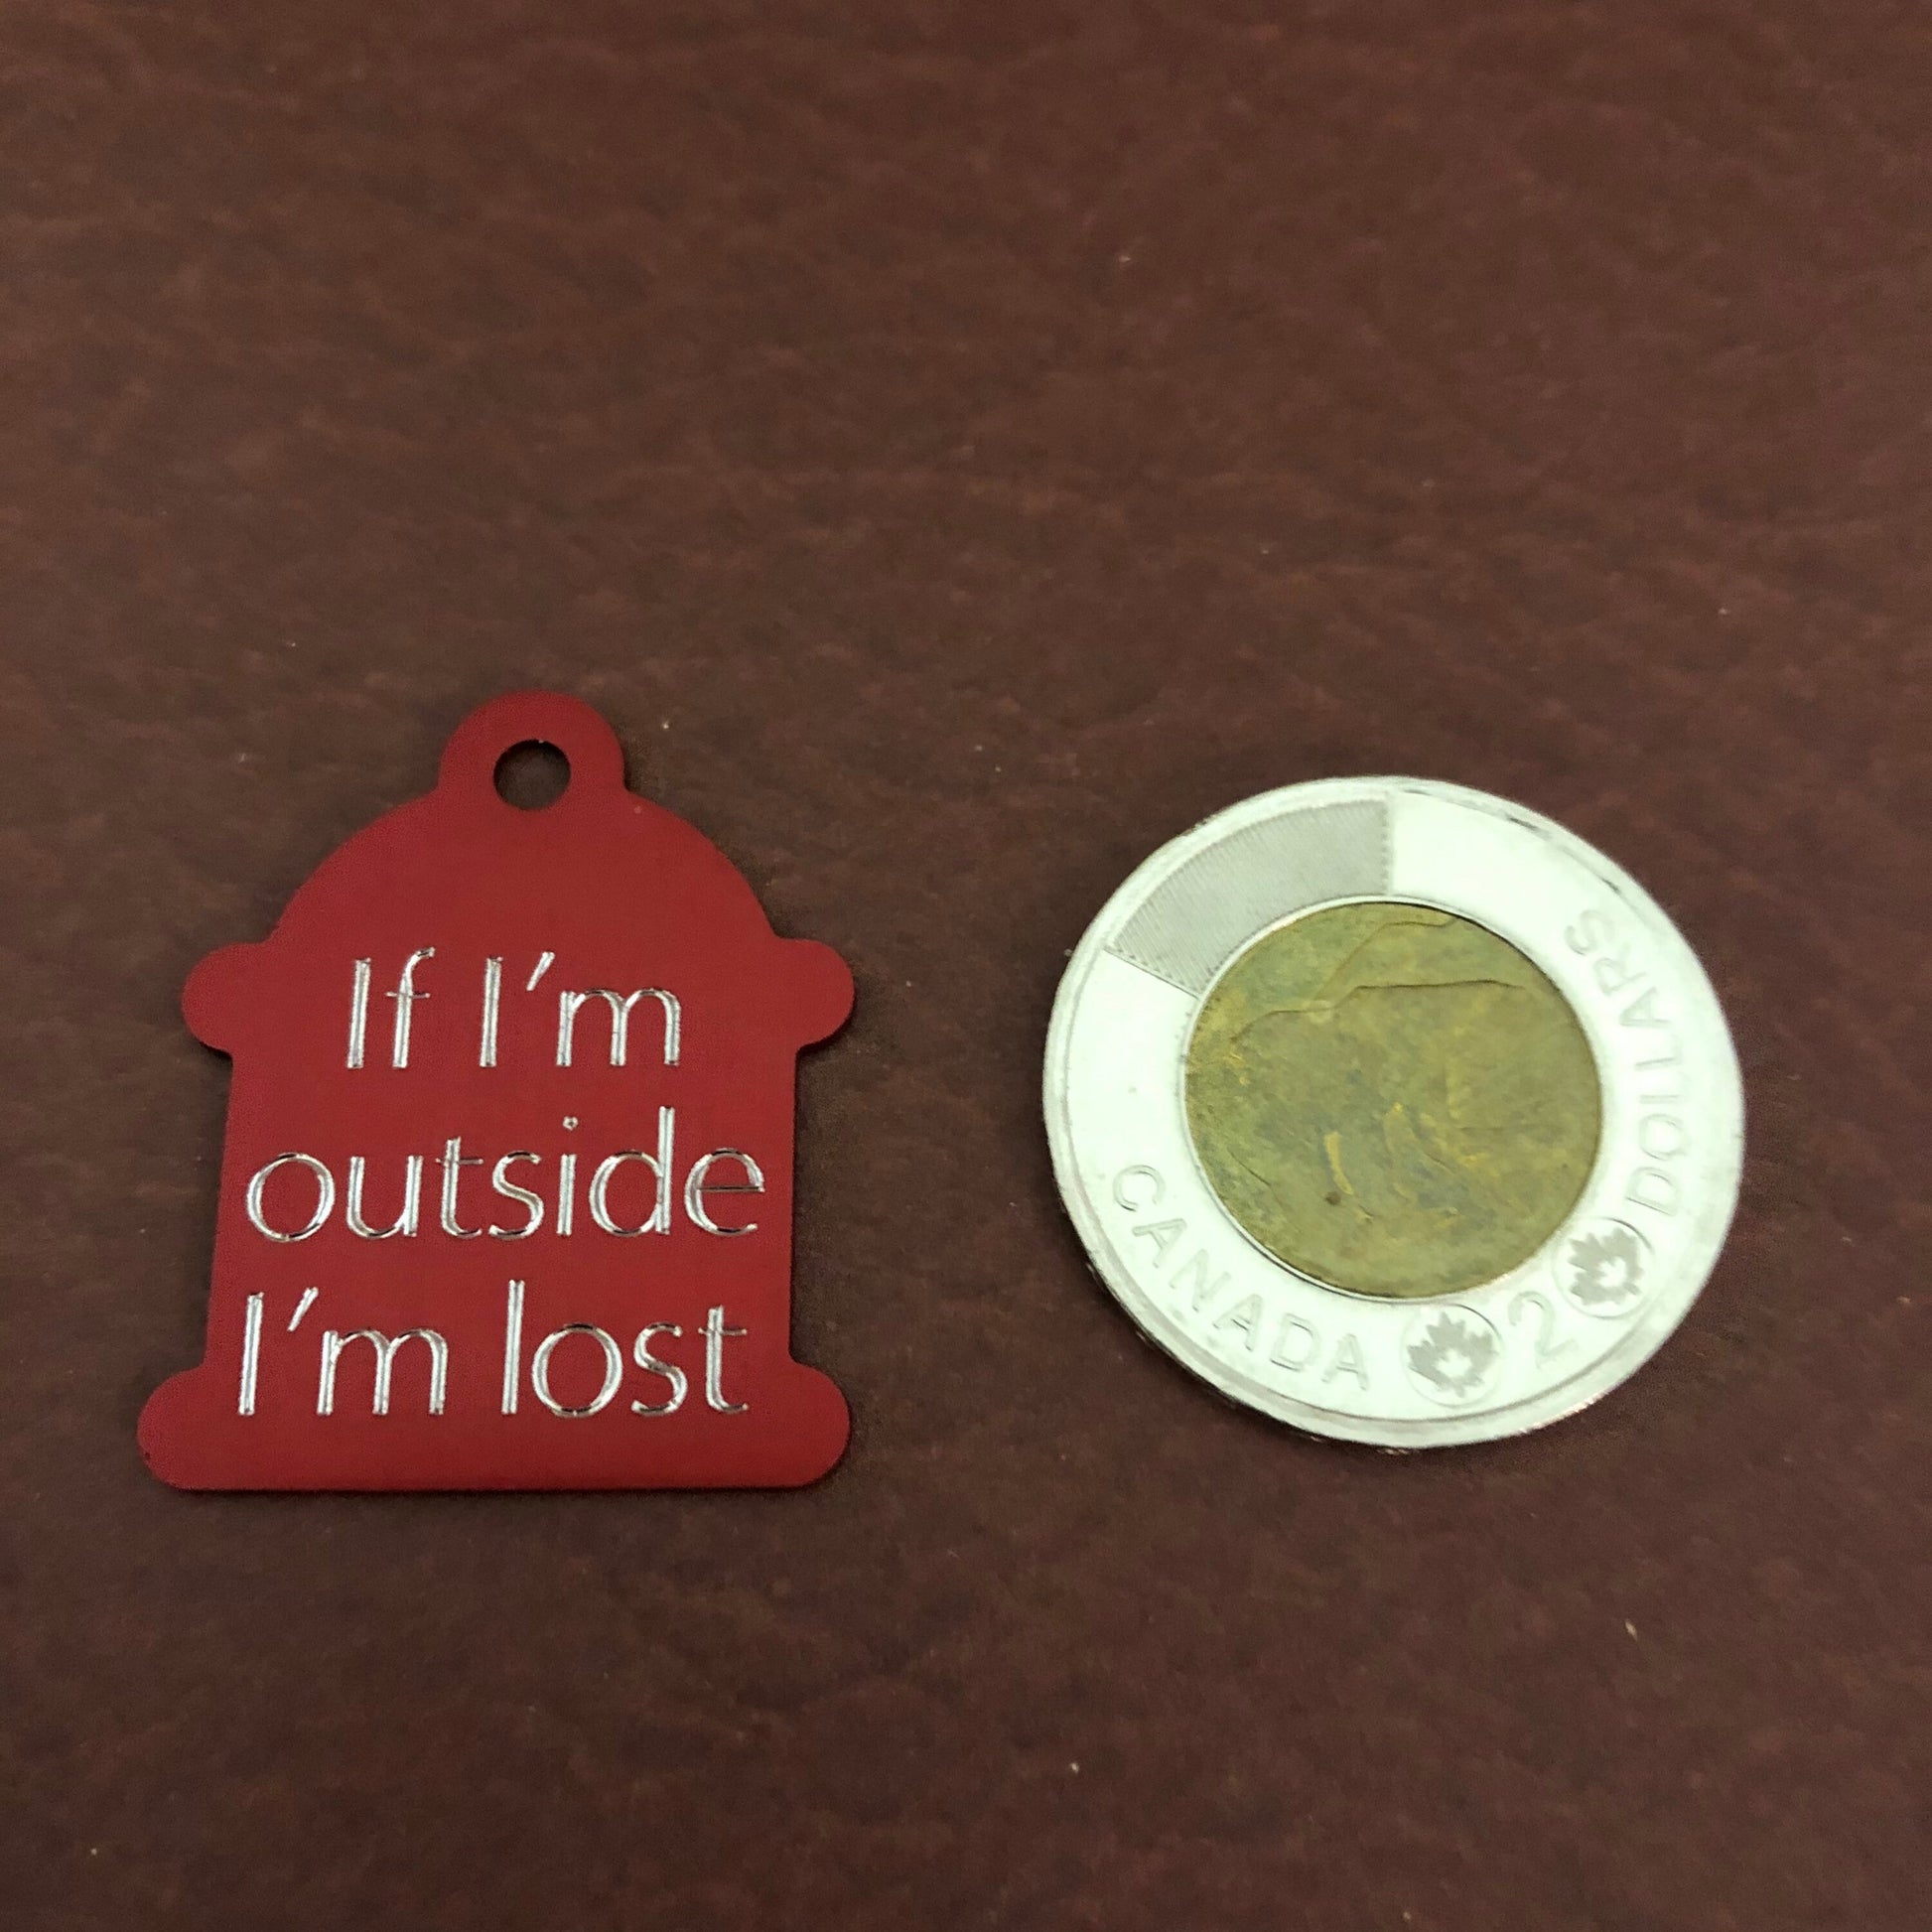 If I'm
outside
I'm lost
CANADA 2 DOLLARS